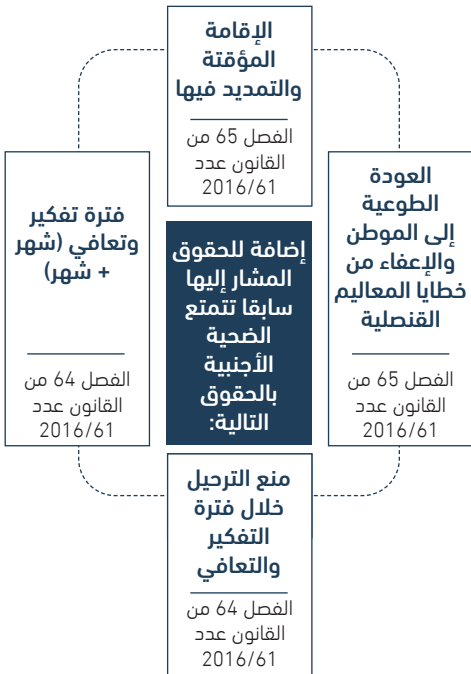 الإقامة
المؤقتة
والتمديد فيها
الفصل 65 من
القانون عدد
2016/61
العودة
الطوعية
إلى الموطن
والإعفاء من
خطايا المعاليم
القنصلية
الفصل 65 من
القانون عدد
2016/61
إضافة للحقوق
المشار إليها
سابقا تتمتع
الضحية
الأجنبية
بالحقوق
التالية:
فترة تفكير
وتعافي (شهر
+ شهر)
الفصل 64 من
القانون عدد
2016/61
منع الترحيل
خلال فترة
التفكير
والتعافي
الفصل 64 من
القانون عدد
2016/61